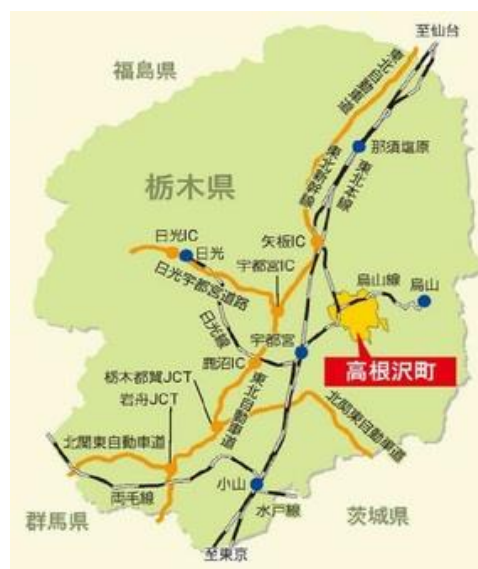 至仙台
福島県
東北自動車道
那須塩原
東北新幹線
東北本線
栃木県
日光IC
日光
矢板IC
宇都宮IC
日光宇都宮道路
烏山線
烏山
日光線
宇都宮
鹿沼IC
高根沢町
栃木都賀JCT
岩舟JCT
東北自動車道
北関東自動車道
北関東自動車道
両毛線
小山
水戸線
群馬県
茨城県
至東京